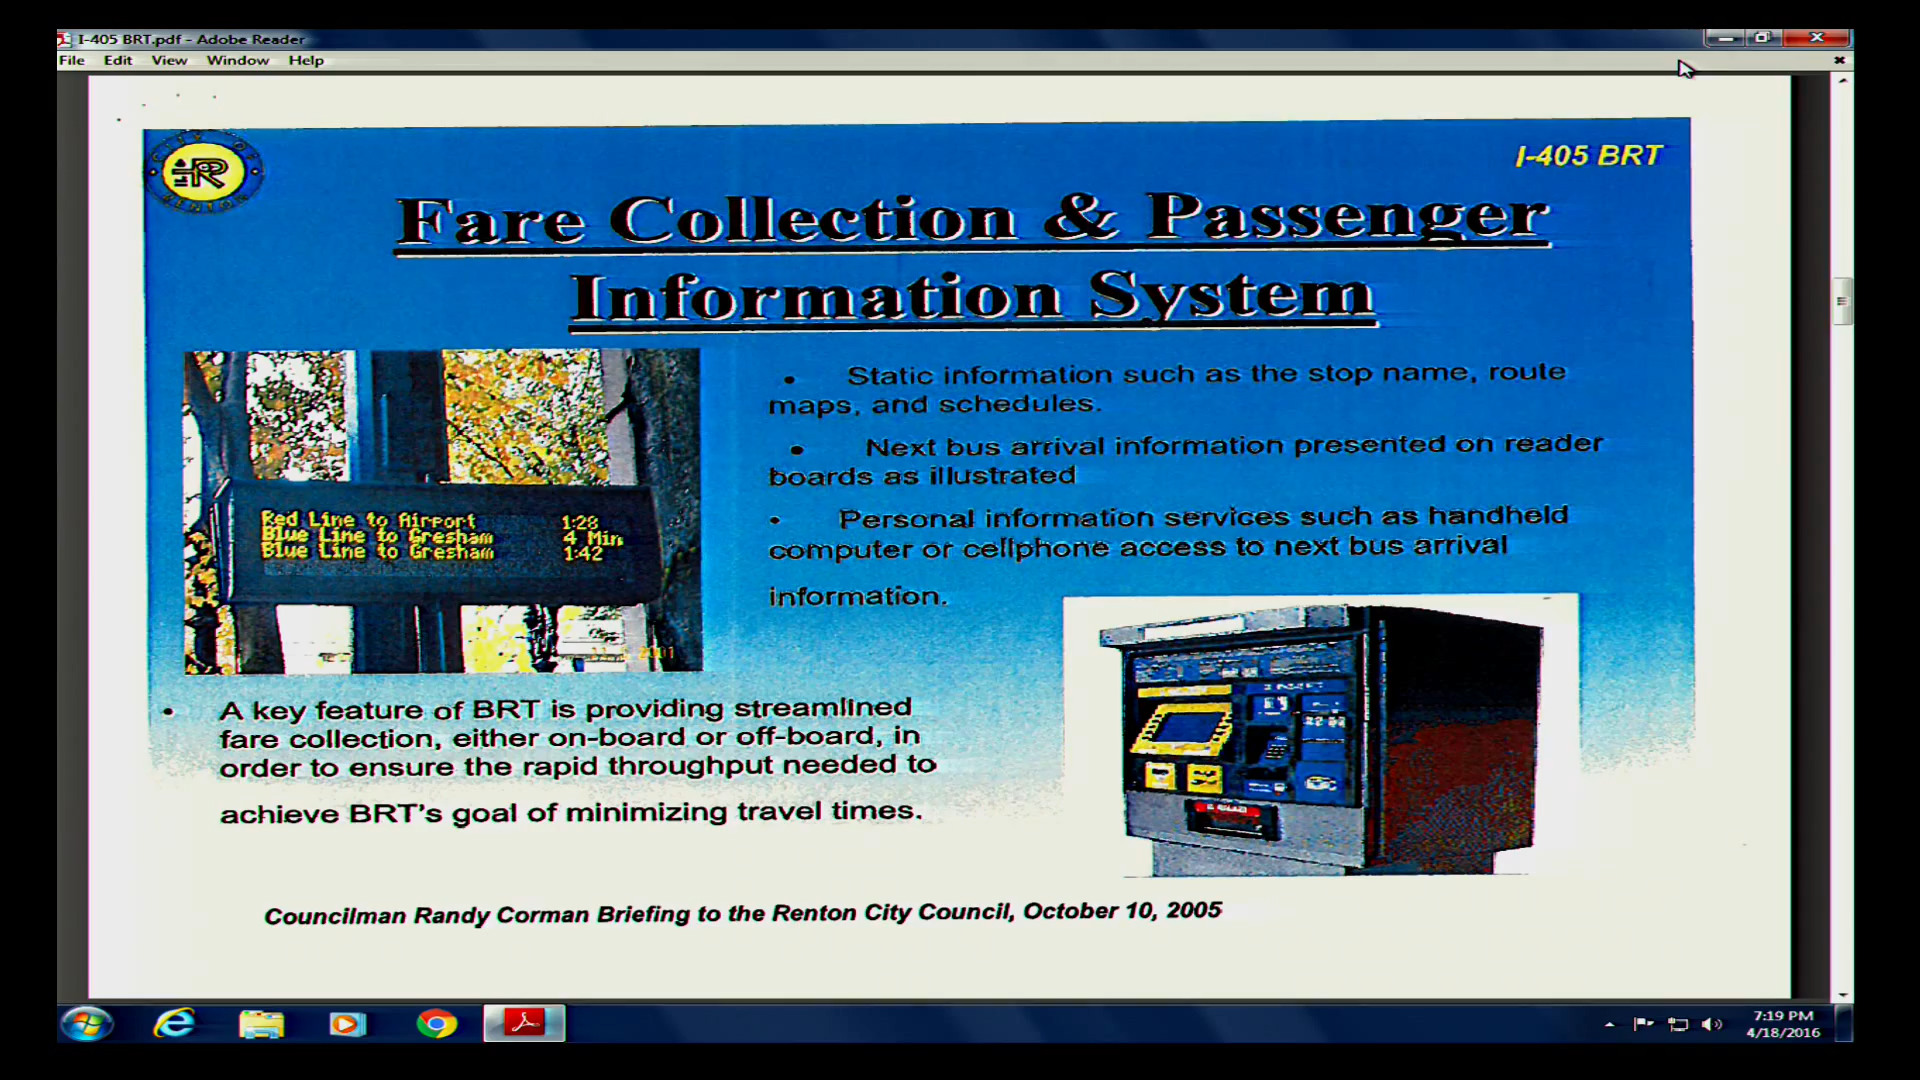 I-405 BRT.pdf - Adobe Reader
File Edit View Window Help
CITY OF
RENTON
I-405 BRT
Fare Collection & Passenger
Information System
• Static information such as the stop name, route
maps, and schedules.
• Next bus arrival information presented on reader
boards as illustrated
• Personal information services such as handheld
computer or cellphone access to next bus arrival
information.
Red Line to Airport 1:28
Blue Line to Gresham 4 Min
Blue Line to Gresham 1:42
2001
• A key feature of BRT is providing streamlined
fare collection, either on-board or off-board, in
order to ensure the rapid throughput needed to
achieve BRT's goal of minimizing travel times.
Councilman Randy Corman Briefing to the Renton City Council, October 10, 2005
7:19 PM
4/18/2016